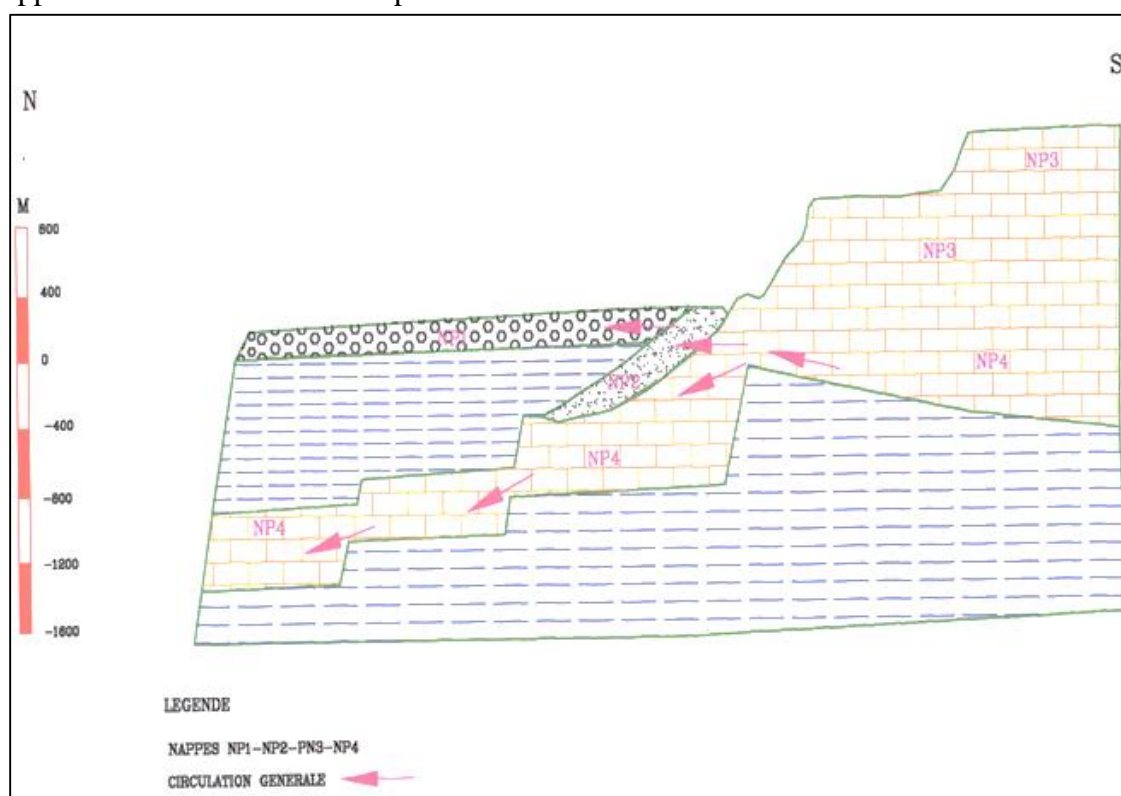 S
N
M
800
400
0
-400
-800
-1200
-1600
NP3
NP3
NP4
NP2
NP4
NP4
LEGENDE
NAPPES NP1-NP2-PN3-NP4
CIRCULATION GENERALE